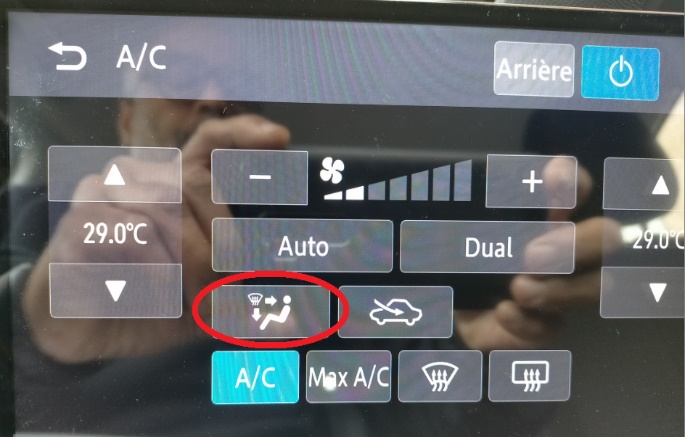 A/C
Arrière
29.0°C
Auto
Dual
29.0°C
A/C
Max A/C